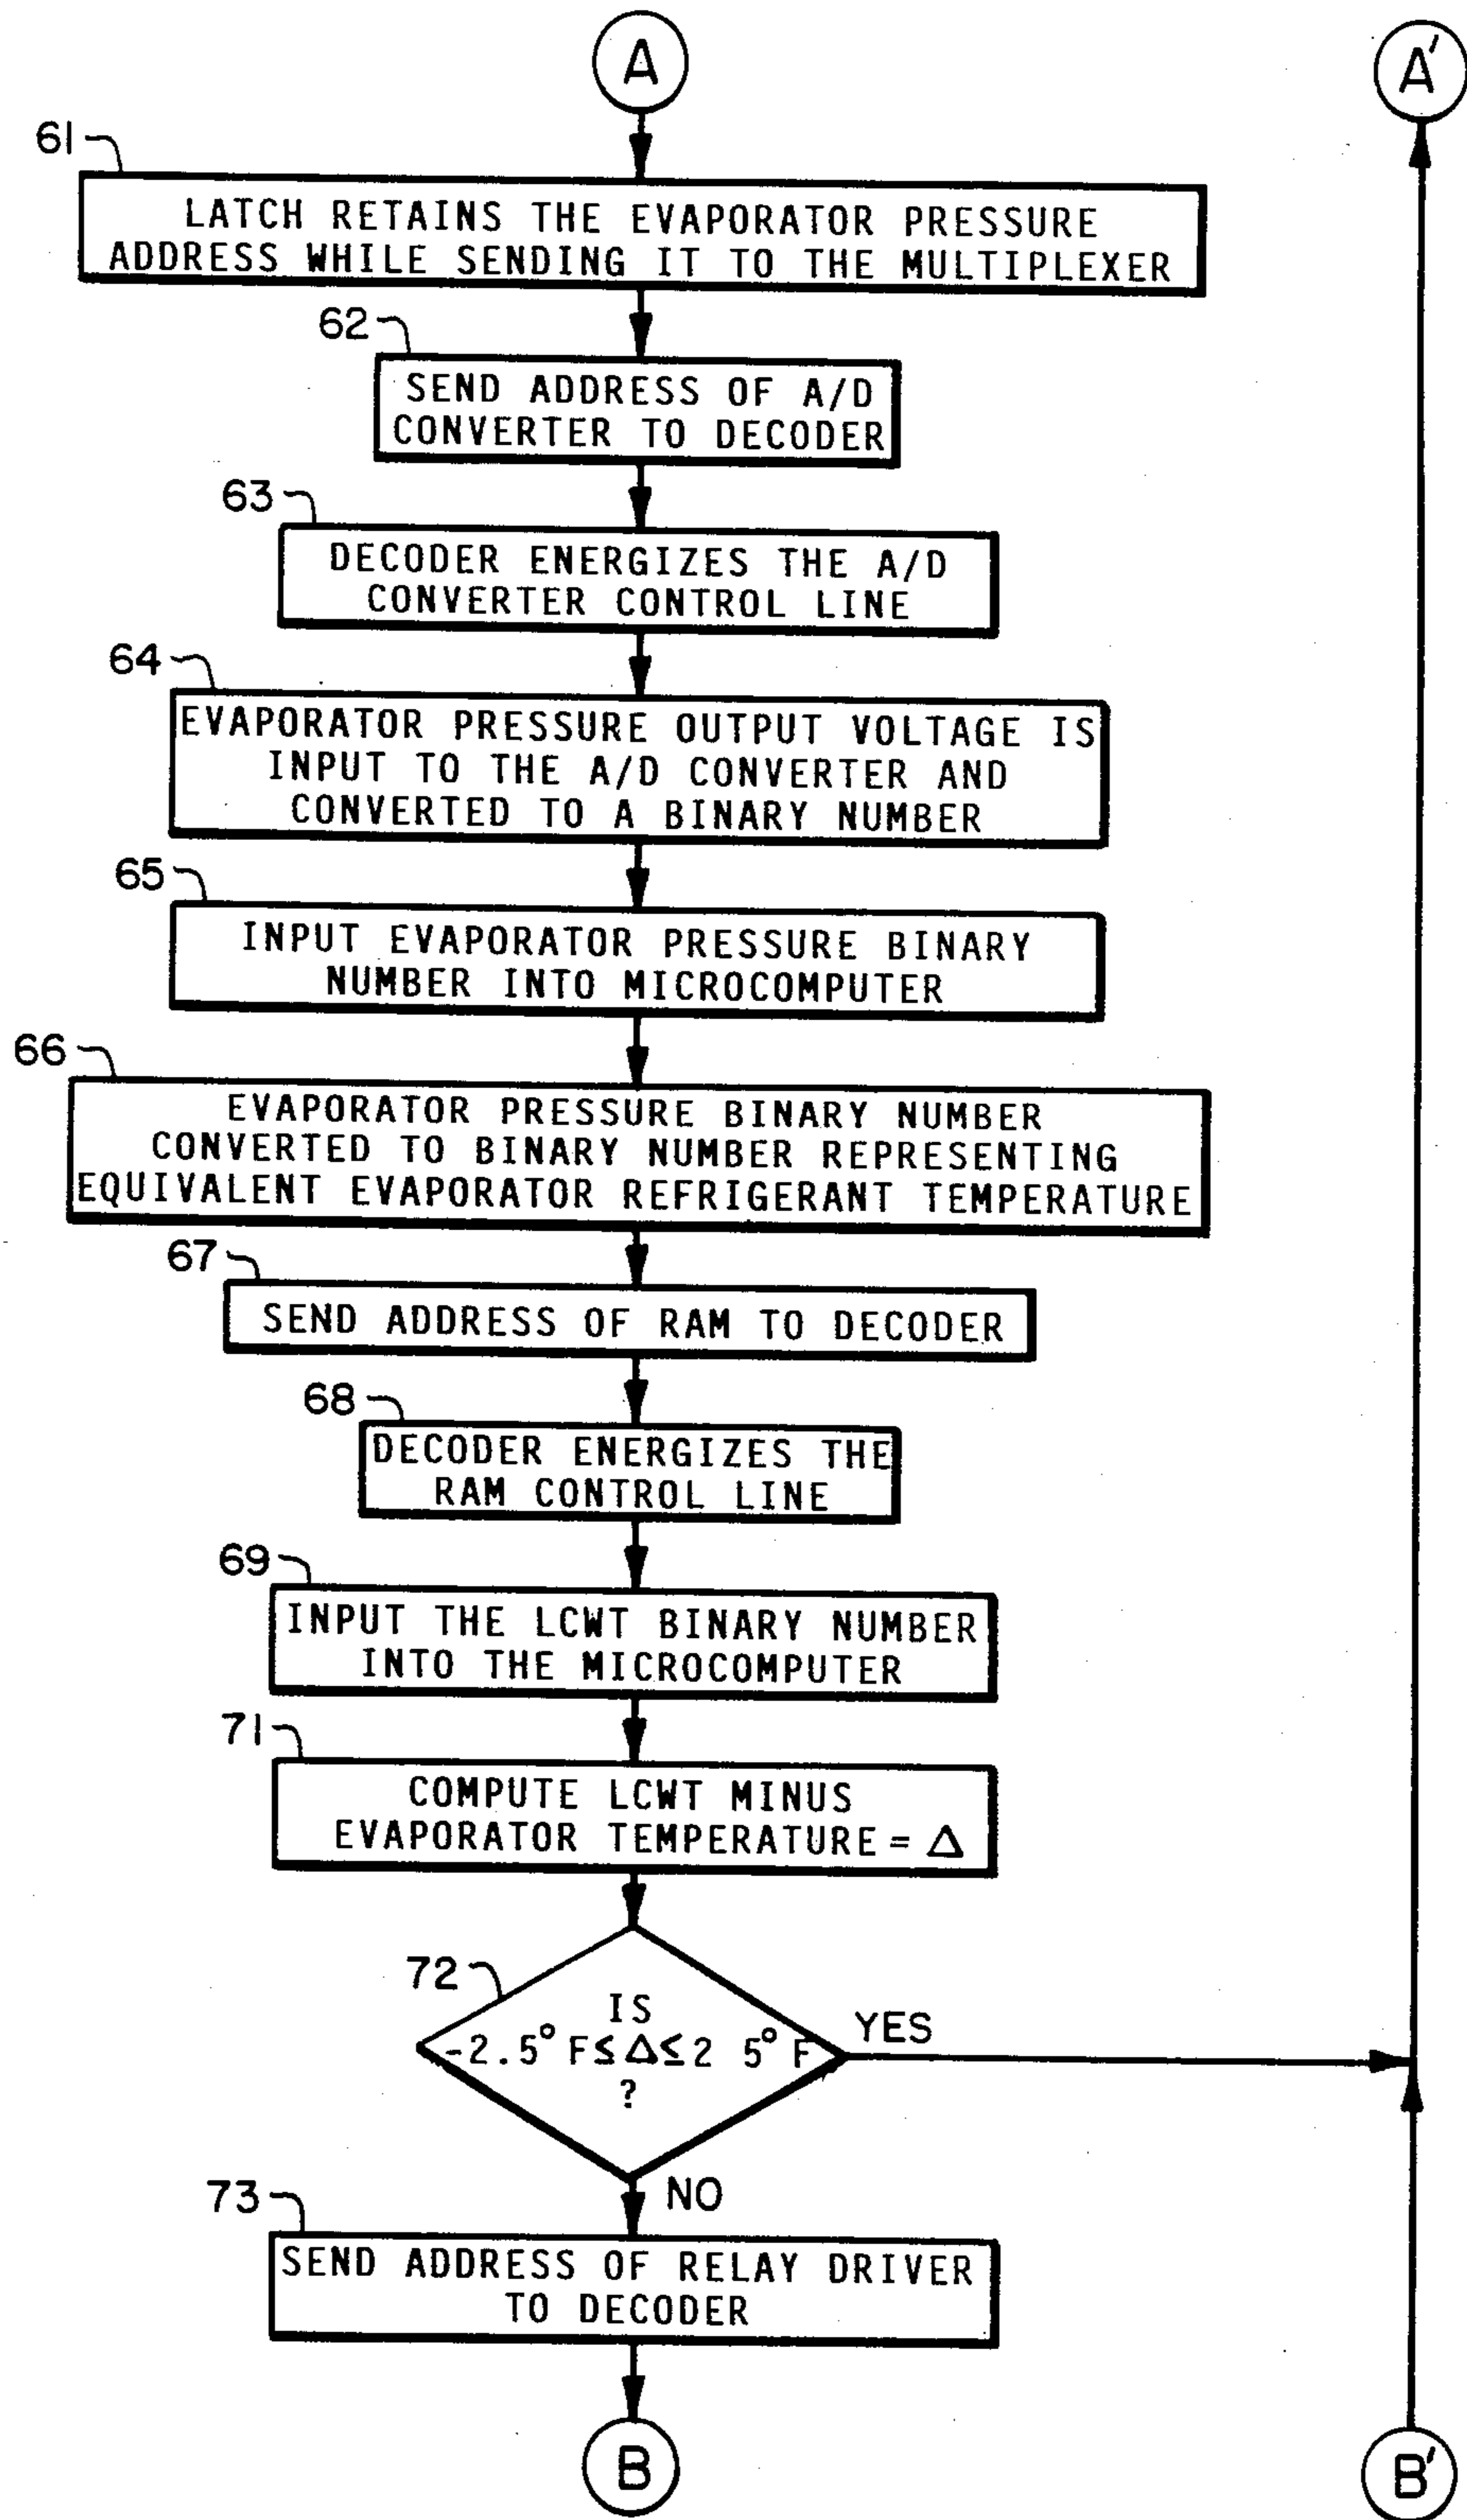 A
A'
61
LATCH RETAINS THE EVAPORATOR PRESSURE
ADDRESS WHILE SENDING IT TO THE MULTIPLEXER
62
SEND ADDRESS OF A/D
CONVERTER TO DECODER
63
DECODER ENERGIZES THE A/D
CONVERTER CONTROL LINE
64
EVAPORATOR PRESSURE OUTPUT VOLTAGE IS
INPUT TO THE A/D CONVERTER AND
CONVERTED TO A BINARY NUMBER
65
INPUT EVAPORATOR PRESSURE BINARY
NUMBER INTO MICROCOMPUTER
66
EVAPORATOR PRESSURE BINARY NUMBER
CONVERTED TO BINARY NUMBER REPRESENTING
EQUIVALENT EVAPORATOR REFRIGERANT TEMPERATURE
67
SEND ADDRESS OF RAM TO DECODER
68
DECODER ENERGIZES THE
RAM CONTROL LINE
69
INPUT THE LCWT BINARY NUMBER
INTO THE MICROCOMPUTER
71
COMPUTE LCWT MINUS
EVAPORATOR TEMPERATURE = Δ
72
IS
-2.5° F≤ Δ≤2 5° F
?
YES
NO
73
SEND ADDRESS OF RELAY DRIVER
TO DECODER
B
B'